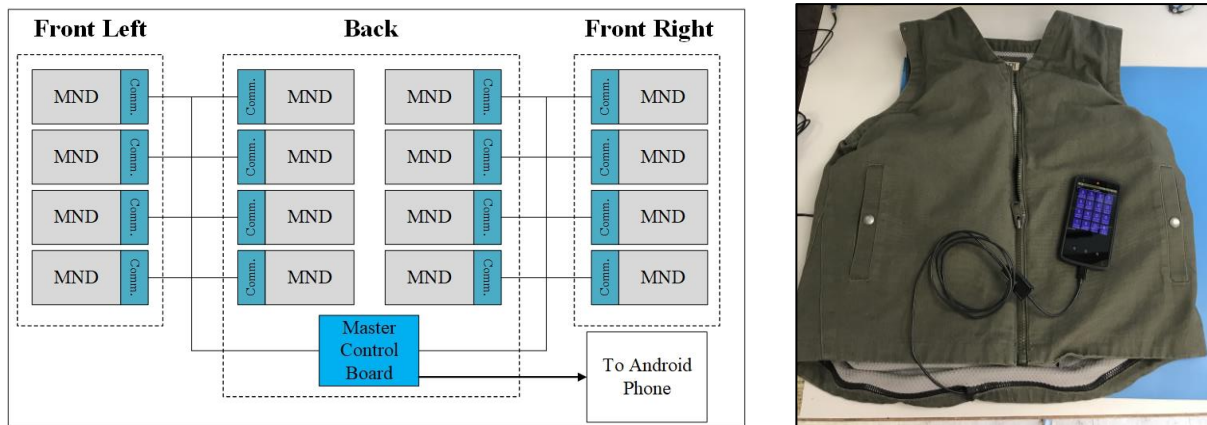 Front Left
Back
Front Right
MND Comm. Comm. MND MND Comm. Comm. MND
MND Comm. Comm. MND MND Comm. Comm. MND
MND Comm. Comm. MND MND Comm. Comm. MND
MND Comm. Comm. MND MND Comm. Comm. MND
Master
Control
Board
To Android
Phone